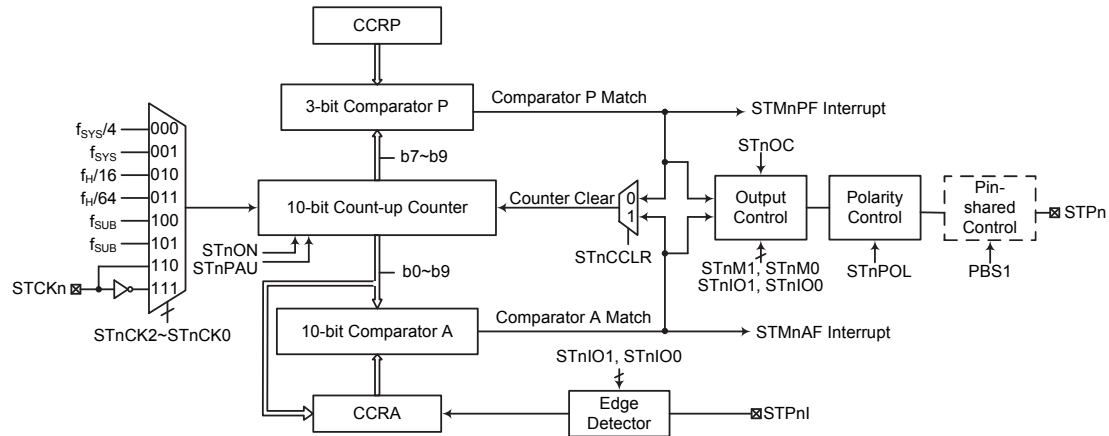 CCRP
3-bit Comparator P
Comparator P Match
STMnPF Interrupt
fSYS/4
000
fSYS
001
fH/16
010
fH/64
011
fSUB
100
fSUB
101
110
111
STCKn
STnCK2~STnCK0
b7~b9
10-bit Count-up Counter
STnON
STnPAU
b0~b9
Counter Clear
0
1
STnCCLR
STnOC
Output
Control
STnM1, STnM0
STnIO1, STnIO0
Polarity
Control
STnPOL
Pin-
shared
Control
PBS1
STPn
10-bit Comparator A
Comparator A Match
STMnAF Interrupt
STnIO1, STnIO0
CCRA
Edge
Detector
STPnI